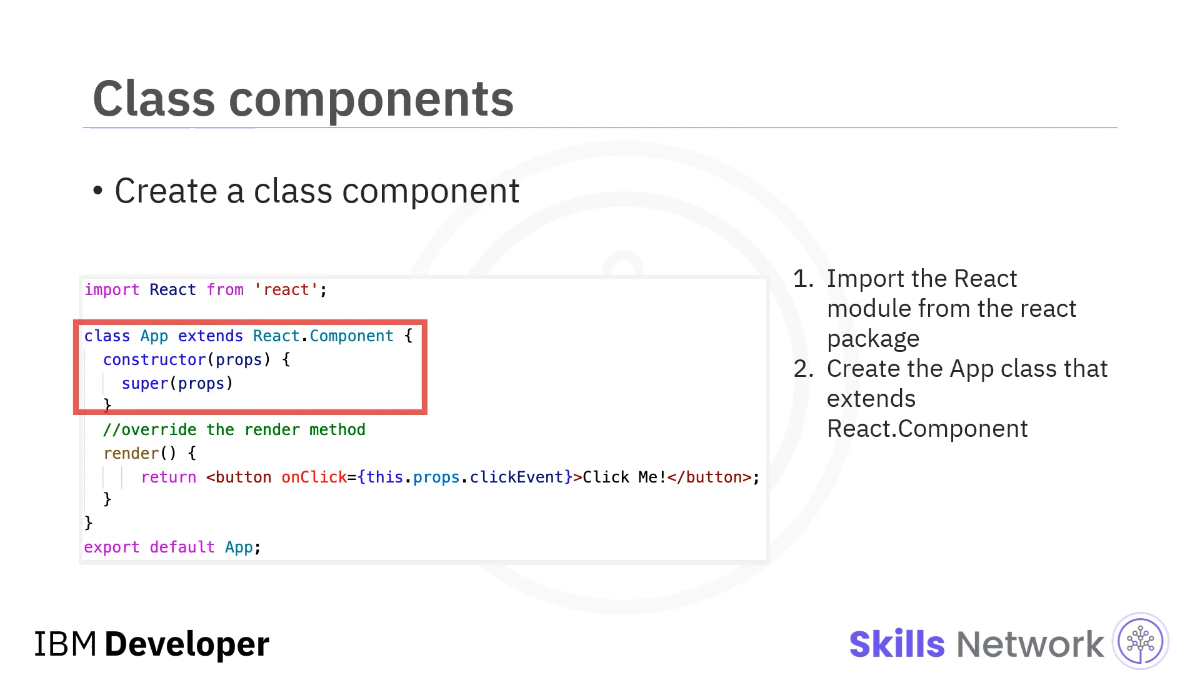 Class components
• Create a class component
import React from 'react';
class App extends React.Component {
constructor(props) {
super(props)
}
//override the render method
render() {
return <button onClick={this.props.clickEvent}>Click Me!</button>;
}
}
export default App;
1. Import the React
module from the react
package
2. Create the App class that
extends
React.Component
IBM Developer
Skills Network